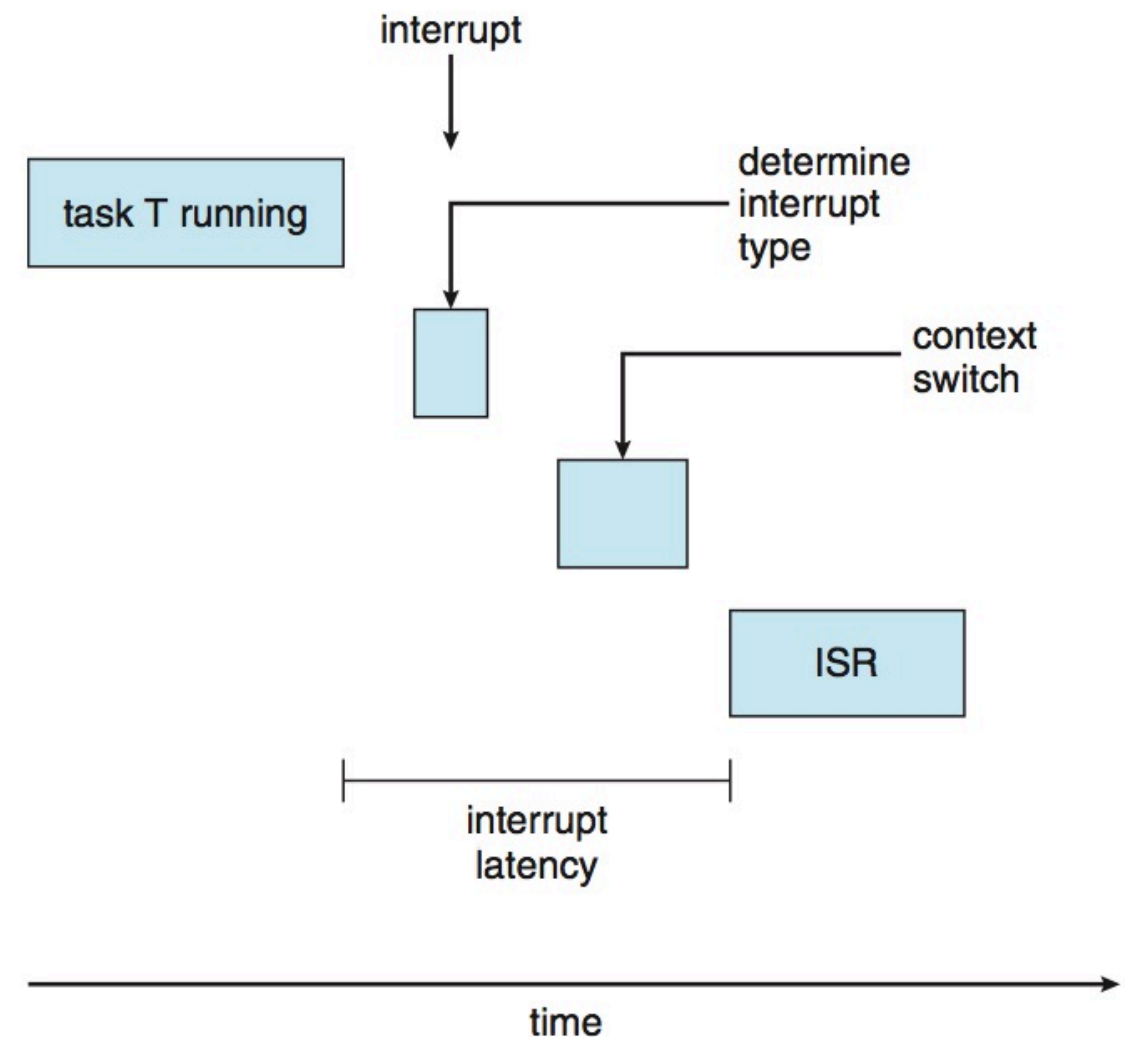 interrupt
task T running
determine
interrupt
type
context
switch
ISR
interrupt
latency
time